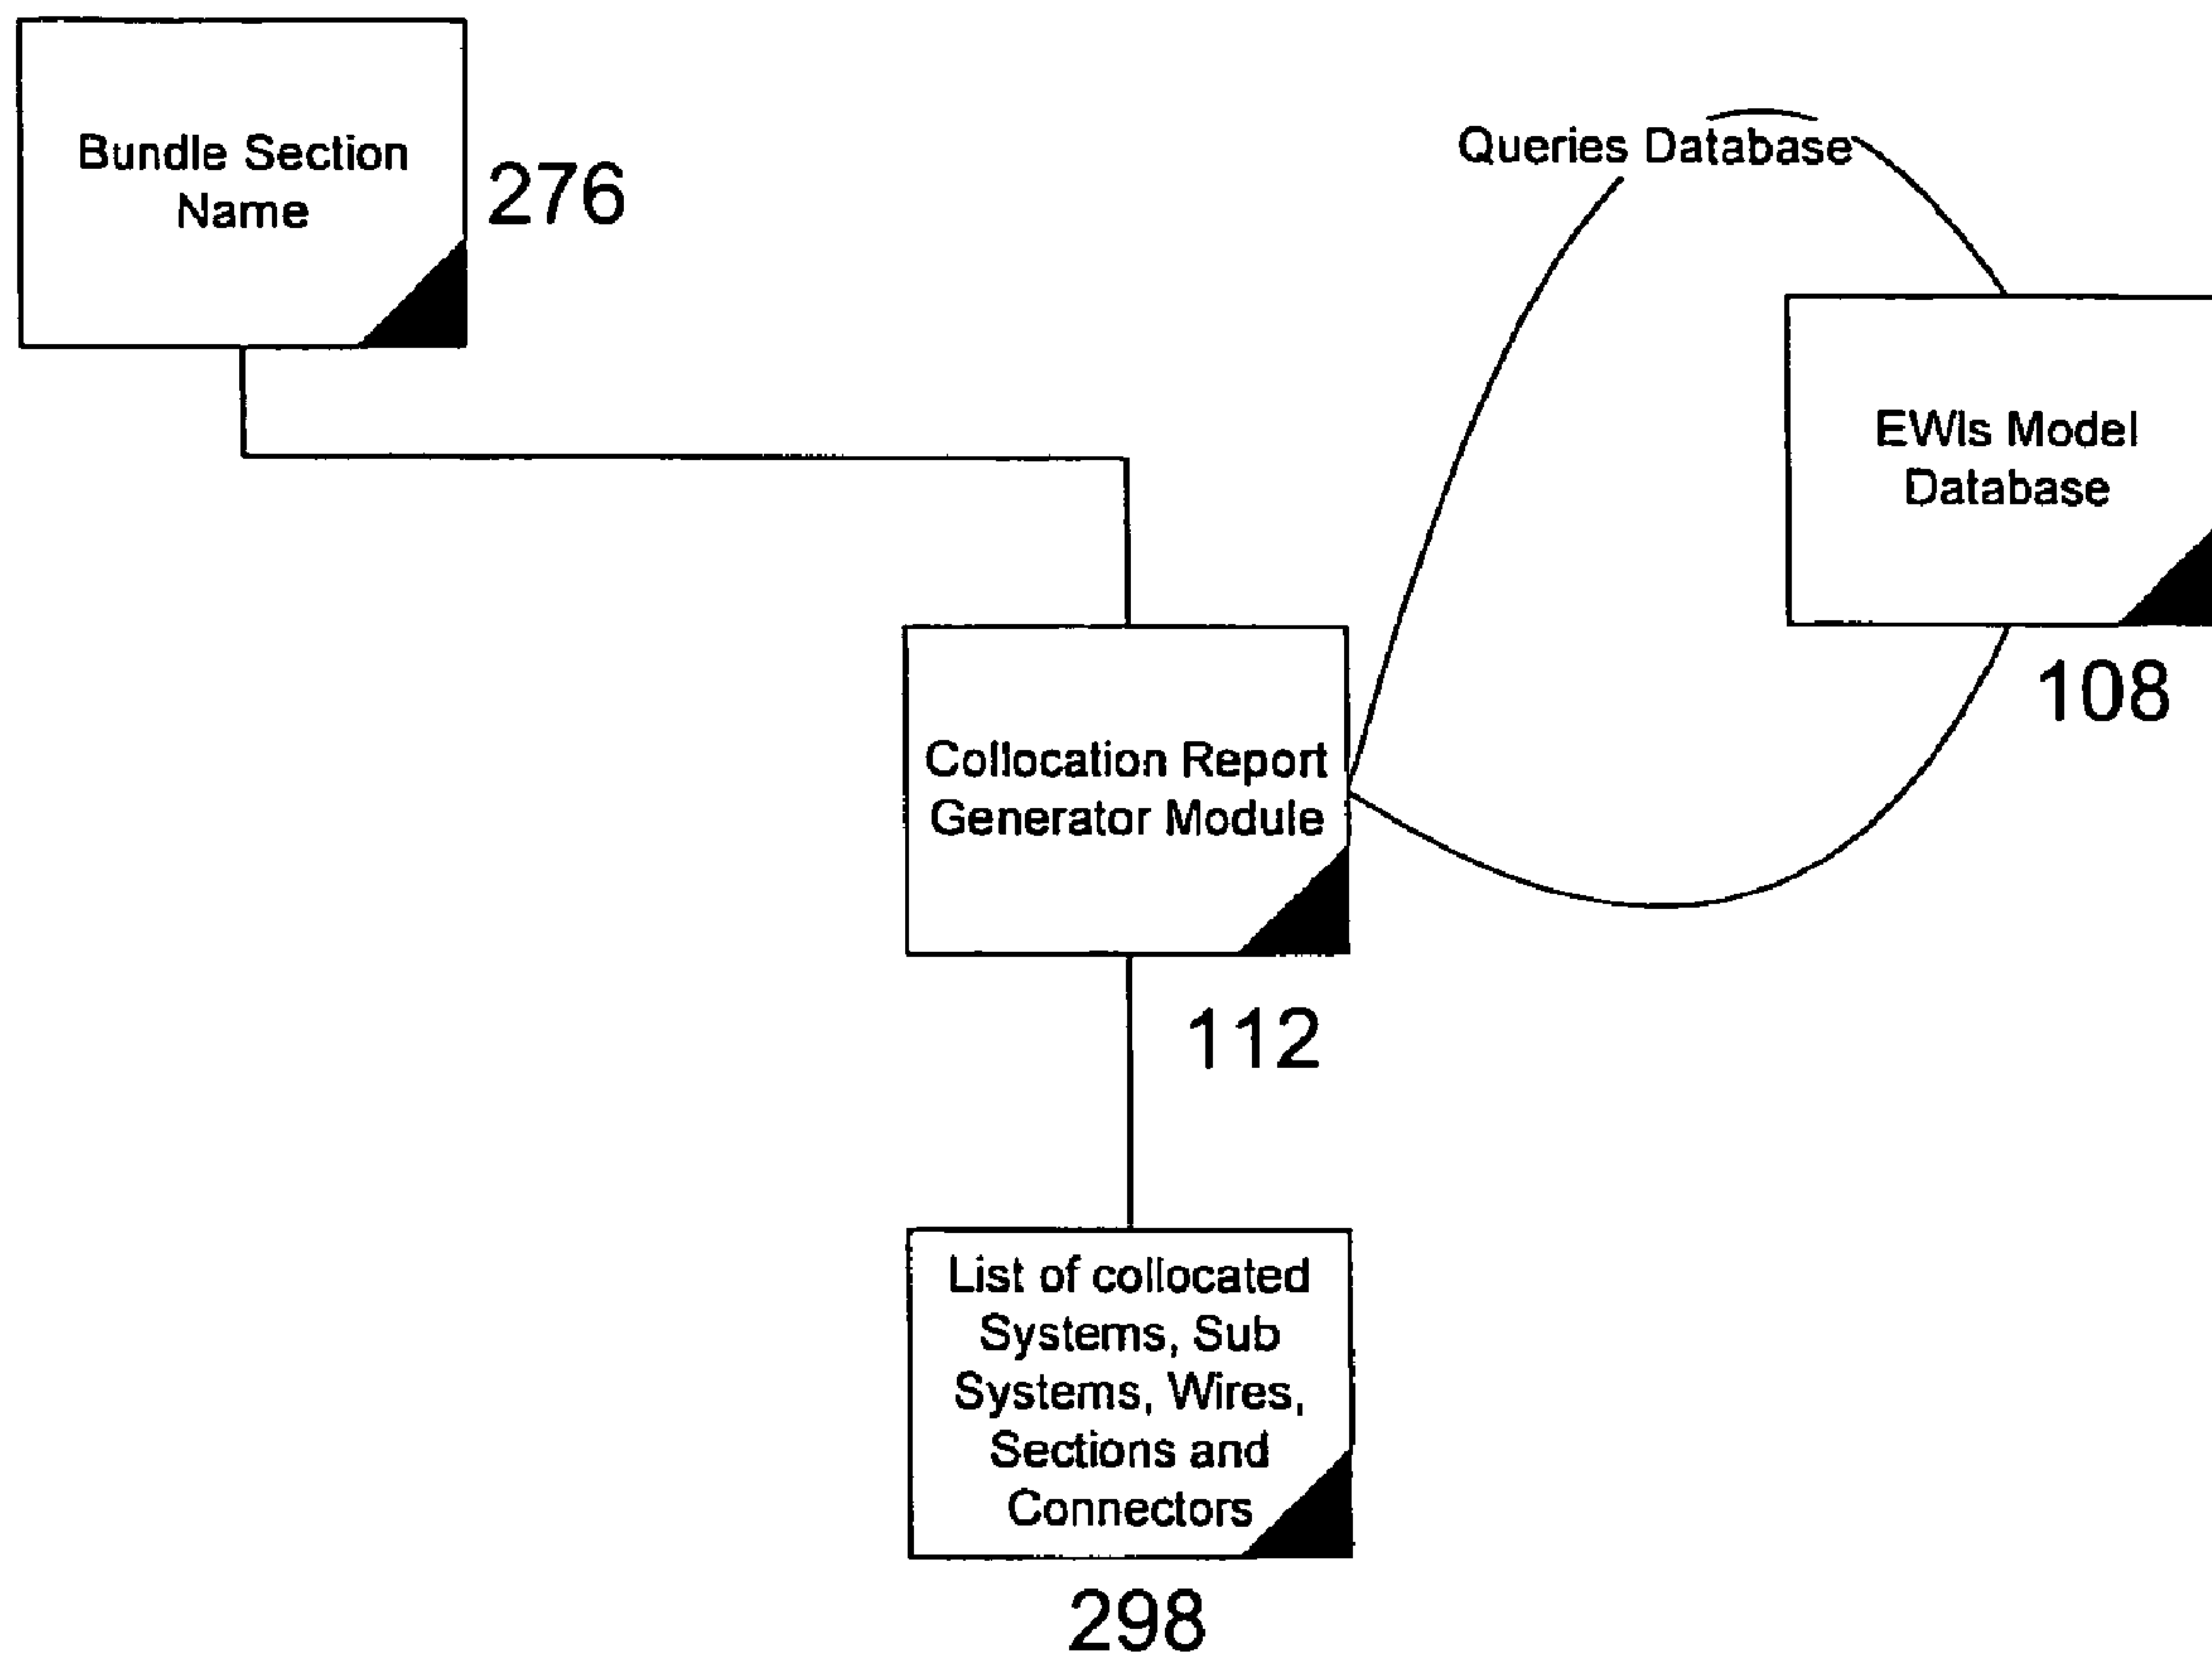 Bundle Section
Name
276
Queries Database
EWIs Model
Database
108
Collocation Report
Generator Module
112
List of collocated
Systems, Sub
Systems, Wires,
Sections and
Connectors
298